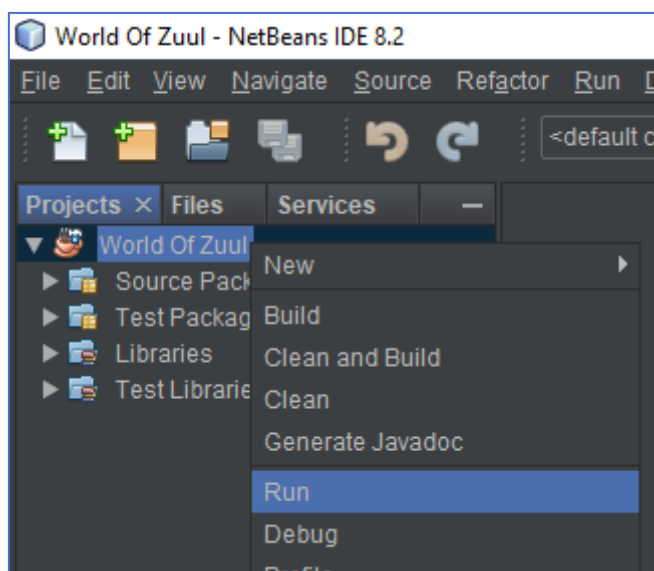 World Of Zuul - NetBeans IDE 8.2
File Edit View Navigate Source Refactor Run
<default c
Projects × Files Services
World Of Zuul
New
Source Pack
Build
Test Packag
Clean and Build
Libraries
Clean
Test Librarie
Generate Javadoc
Run
Debug